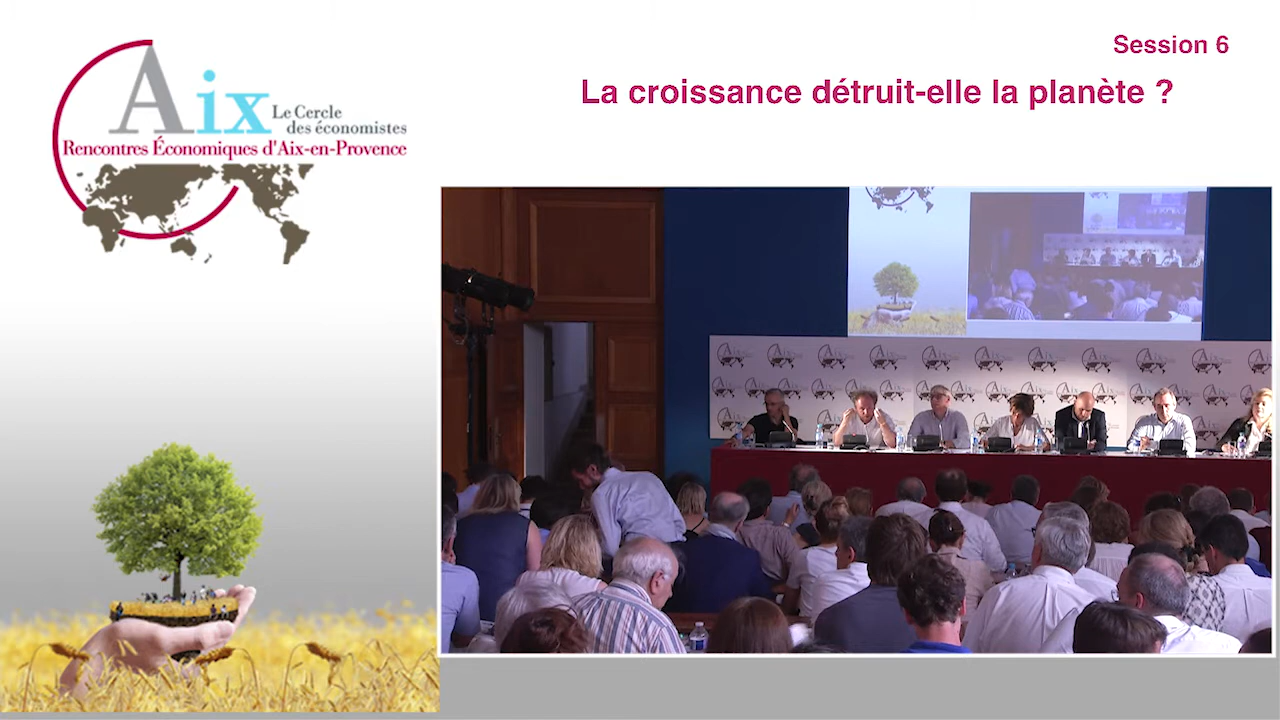 Session 6
La croissance détruit-elle la planète ?
Aix
Le Cercle
des économistes
Rencontres Économiques d'Aix-en-Provence